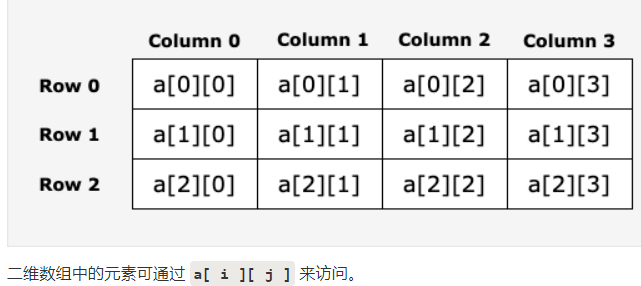 Column 0 Column 1 Column 2 Column 3
Row 0 a[0][0] a[0][1] a[0][2] a[0][3]
Row 1 a[1][0] a[1][1] a[1][2] a[1][3]
Row 2 a[2][0] a[2][1] a[2][2] a[2][3]
二维数组中的元素可通过 a[ i ][ j ] 来访问。